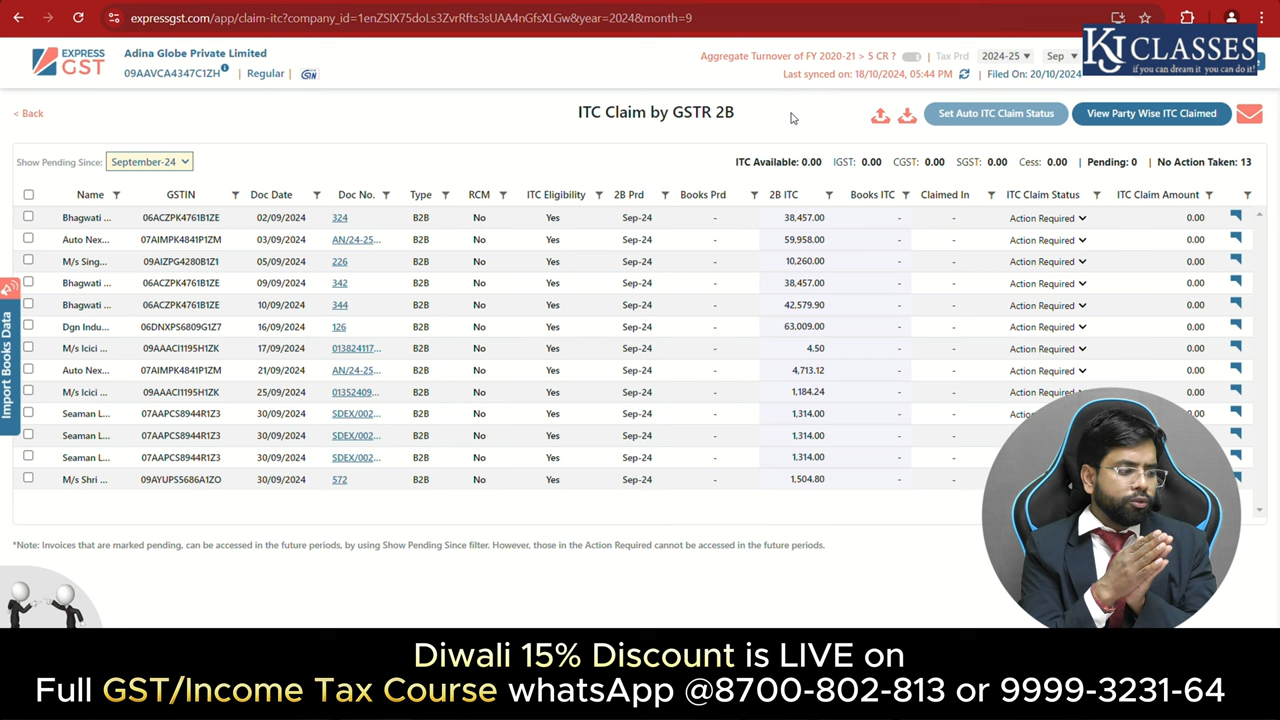 expressgst.com/app/claim-itc?company_id=1enZSlX75doLs3ZvrRfts3sUAA4nGfsXLGw&year=2024&month=9
EXPRESS GST
Adina Globe Private Limited
09AAVCA4347C1ZH Regular GSTN
Aggregate Turnover of FY 2020-21 > 5 CR ? Tax Prd 2024-25 Sep
Last synced on: 18/10/2024, 05:44 PM Filed On: 20/10/2024
KJ CLASSES
if you can dream it you can do it!
< Back
ITC Claim by GSTR 2B
Set Auto ITC Claim Status
View Party Wise ITC Claimed
Show Pending Since: September-24
ITC Available: 0.00 IGST: 0.00 CGST: 0.00 SGST: 0.00 Cess: 0.00 | Pending: 0 | No Action Taken: 13
Name GSTIN Doc Date Doc No. Type RCM ITC Eligibility 2B Prd Books Prd 2B ITC Books ITC Claimed In ITC Claim Status ITC Claim Amount
Bhagwati ... 06ACZPK4761B1ZE 02/09/2024 324 B2B No Yes Sep-24 - 38,457.00 - - Action Required 0.00
Auto Nex... 07AIMPK4841P1ZM 03/09/2024 AN/24-25... B2B No Yes Sep-24 - 59,958.00 - - Action Required 0.00
M/s Sing... 09AIZPG4280B1Z1 05/09/2024 226 B2B No Yes Sep-24 - 10,260.00 - - Action Required 0.00
Bhagwati ... 06ACZPK4761B1ZE 09/09/2024 342 B2B No Yes Sep-24 - 38,457.00 - - Action Required 0.00
Bhagwati ... 06ACZPK4761B1ZE 10/09/2024 344 B2B No Yes Sep-24 - 42,579.90 - - Action Required 0.00
Dgn Indu... 06DNXPS6809G1Z7 16/09/2024 126 B2B No Yes Sep-24 - 63,009.00 - - Action Required 0.00
M/s Icici ... 09AAACI1195H1ZK 17/09/2024 013824117... B2B No Yes Sep-24 - 4.50 - - Action Required 0.00
Auto Nex... 07AIMPK4841P1ZM 21/09/2024 AN/24-25... B2B No Yes Sep-24 - 4,713.12 - - Action Required 0.00
M/s Icici ... 09AAACI1195H1ZK 25/09/2024 01352409... B2B No Yes Sep-24 - 1,184.24 - - Action Required 0.00
Seaman L... 07AAPCS8944R1Z3 30/09/2024 SDEX/002... B2B No Yes Sep-24 - 1,314.00 - - Action 0.00
Seaman L... 07AAPCS8944R1Z3 30/09/2024 SDEX/002... B2B No Yes Sep-24 - 1,314.00 - -
Seaman L... 07AAPCS8944R1Z3 30/09/2024 SDEX/002... B2B No Yes Sep-24 - 1,314.00 - -
M/s Shri ... 09AYUPS5686A1ZO 30/09/2024 572 B2B No Yes Sep-24 - 1,504.80 - -
Import Books Data
*Note: Invoices that are marked pending, can be accessed in the future periods, by using Show Pending Since filter. However, those in the Action Required cannot be accessed in the future periods.
Diwali 15% Discount is LIVE on
Full GST/Income Tax Course whatsApp @8700-802-813 or 9999-3231-64